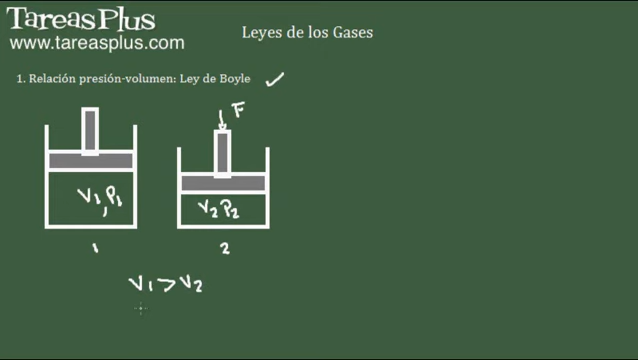 TareasPlus
www.tareasplus.com
Leyes de los Gases
1. Relación presión-volumen: Ley de Boyle ✓
F
V₁, P₁
V₂ P₂
1
2
V₁ > V₂